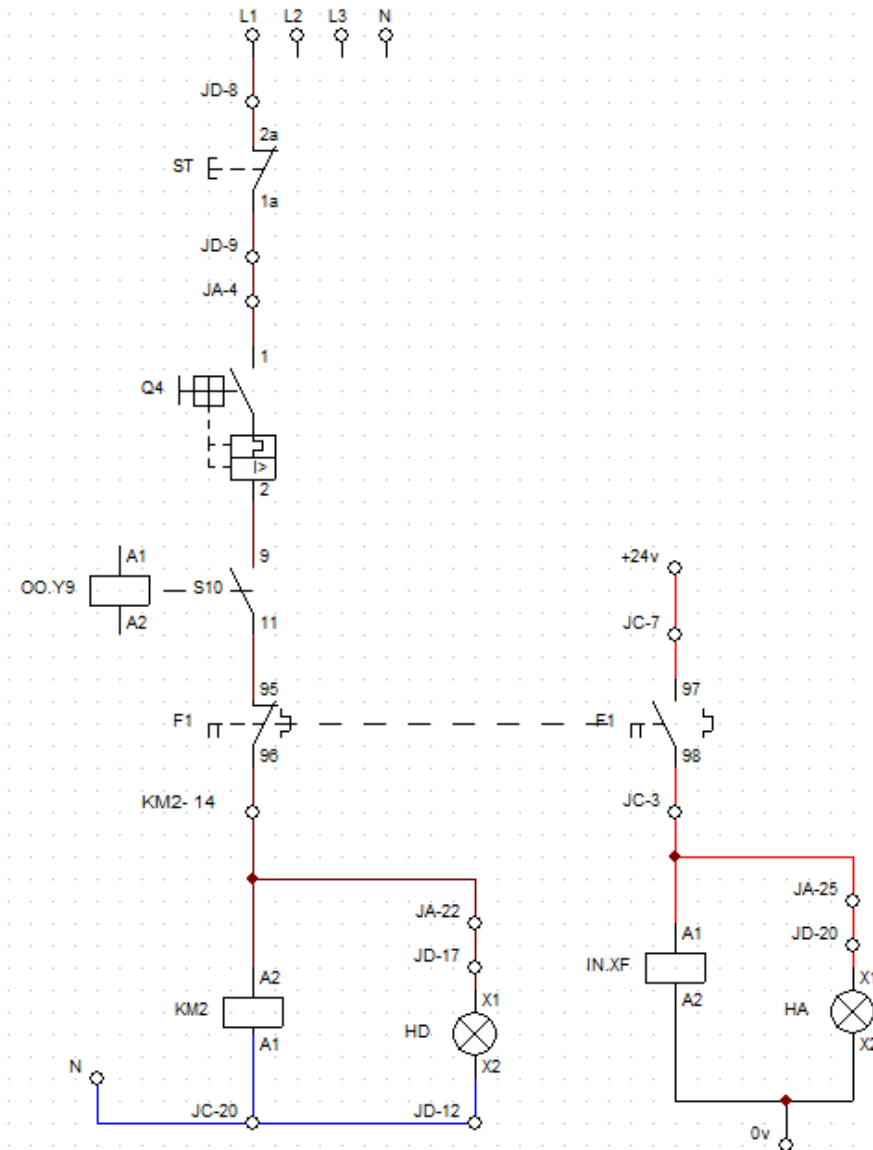 L1 L2 L3 N
JD-8
2a
ST
1a
JD-9
JA-4
1
Q4
I>
2
A1 9 +24v
OO.Y9 S10
A2 11 JC-7
95 97
F1 F1
96 98
KM2- 14 JC-3
JA-22 JA-25
JD-17 A1 JD-20
A2 X1 IN.XF X1
KM2 HD A2 HA
A1 X2 X2
N
JC-20 JD-12
0v